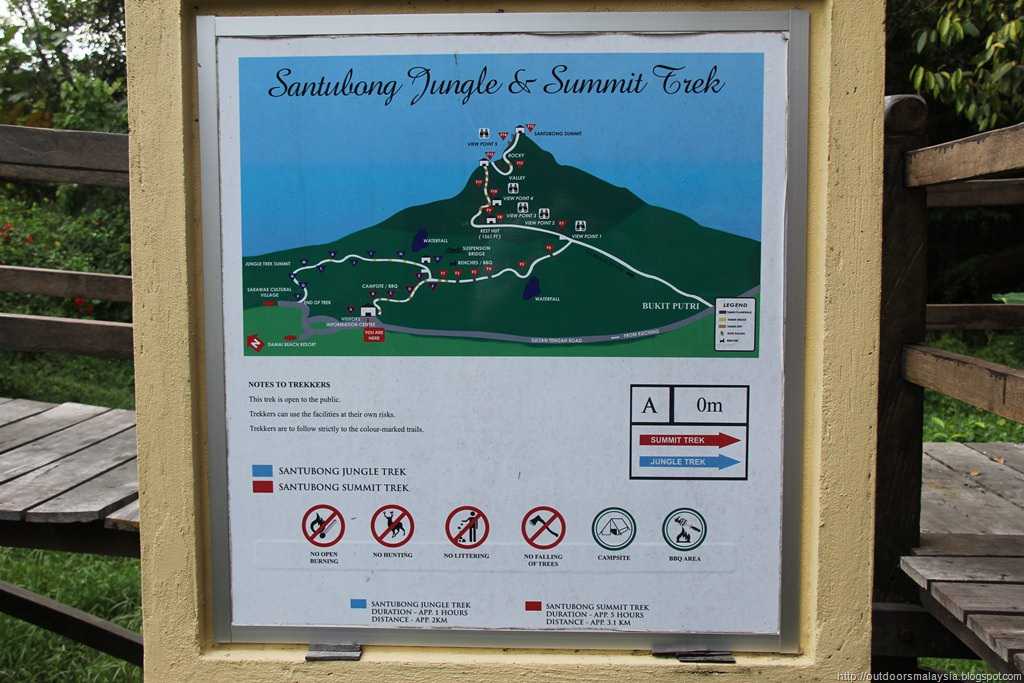 Santubong Jungle & Summit Trek
SANTUBONG SUMMIT
VIEW POINT 5
ROCKY
VALLEY
VIEW POINT 4
VIEW POINT 3
VIEW POINT 2
VIEW POINT 1
REST HUT
WATERFALL
SUSPENSION
BRIDGE
BENCHES / BBQ
JUNGLE TREK SUMMIT
SARAWAK CULTURAL
VILLAGE
END OF TREK
CAMPSITE / BBQ
WATERFALL
VISITORS
INFORMATION CENTRE
YOU ARE
HERE
DAMAI BEACH RESORT
N
BUKIT PUTRI
SULTAN TENGAH ROAD
FROM KUCHING
LEGEND
NOTES TO TREKKERS
This trek is open to the public.
Trekkers can use the facilities at their own risks.
Trekkers are to follow strictly to the colour-marked trails.
A 0m
SUMMIT TREK
JUNGLE TREK
SANTUBONG JUNGLE TREK
SANTUBONG SUMMIT TREK
NO OPEN
BURNING
NO HUNTING
NO LITTERING
NO FALLING
OF TREES
CAMPSITE
BBQ AREA
SANTUBONG JUNGLE TREK
DURATION - APP. 1 HOURS
DISTANCE - APP. 2KM
SANTUBONG SUMMIT TREK
DURATION - APP. 5 HOURS
DISTANCE - APP. 3.1 KM
http://outdoorsmalaysia.blogspot.com